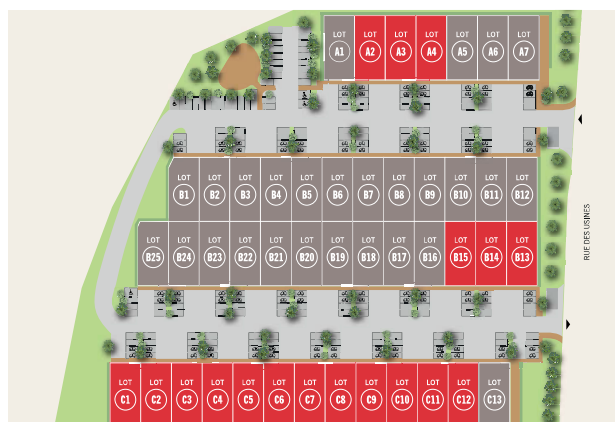 LOT LOT LOT LOT LOT LOT LOT
A1 A2 A3 A4 A5 A6 A7
LOT LOT LOT LOT LOT LOT LOT LOT LOT LOT LOT LOT
B1 B2 B3 B4 B5 B6 B7 B8 B9 B10 B11 B12
RUE DES USINES
LOT LOT LOT LOT LOT LOT LOT LOT LOT LOT LOT LOT LOT
B25 B24 B23 B22 B21 B20 B19 B18 B17 B16 B15 B14 B13
LOT LOT LOT LOT LOT LOT LOT LOT LOT LOT LOT LOT LOT
C1 C2 C3 C4 C5 C6 C7 C8 C9 C10 C11 C12 C13